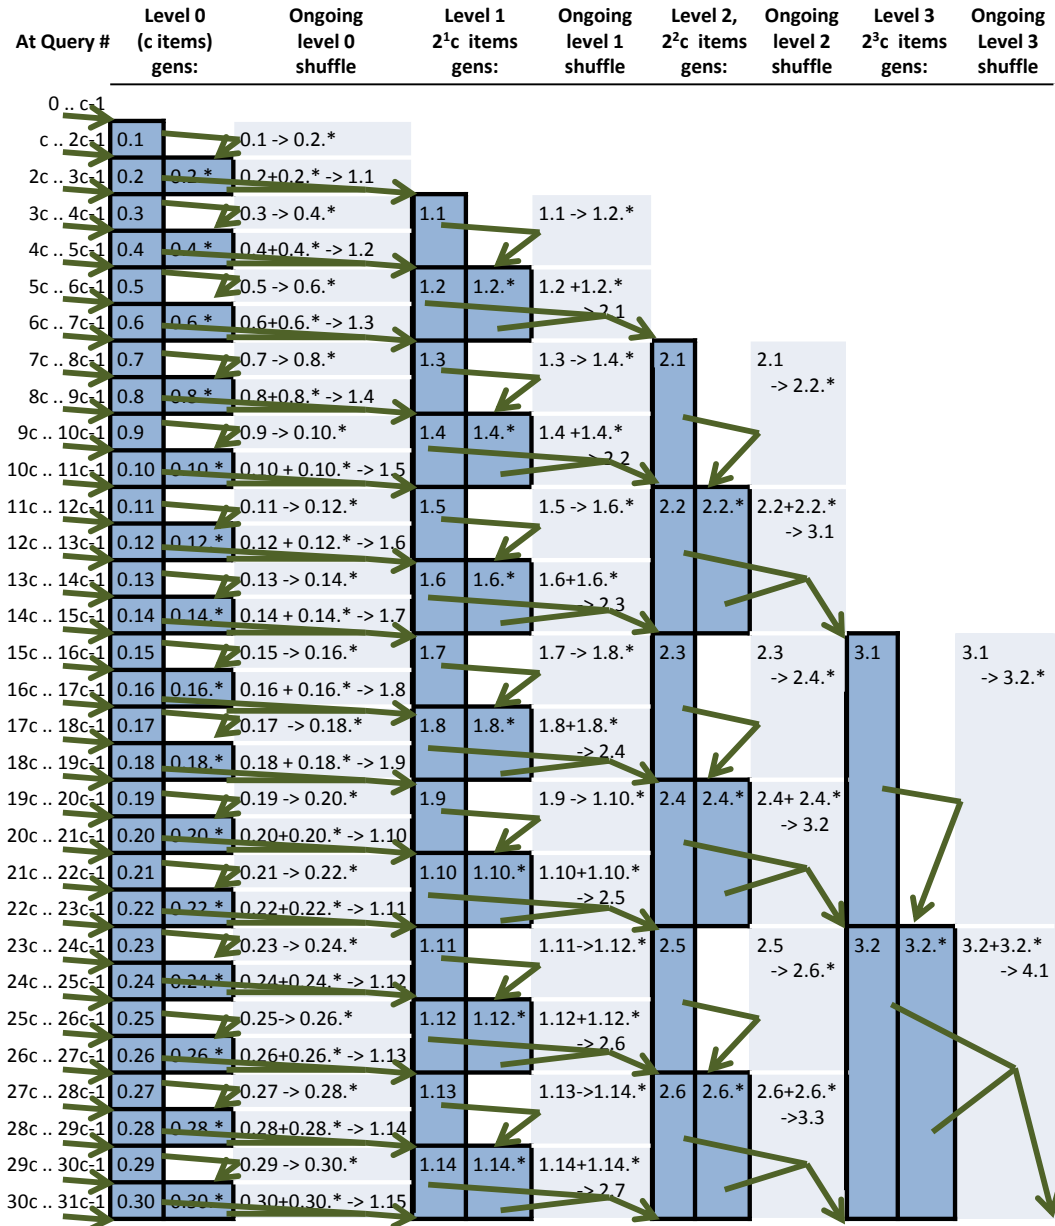 At Query # Level 0 (c items) gens: Ongoing level 0 shuffle Level 1 2¹c items gens: Ongoing level 1 shuffle Level 2, 2²c items gens: Ongoing level 2 shuffle Level 3 2³c items gens: Ongoing Level 3 shuffle
0 .. c-1
c .. 2c-1 0.1 0.1 -> 0.2.*
2c .. 3c-1 0.2 0.2.* 0.2+0.2.* -> 1.1
3c .. 4c-1 0.3 0.3 -> 0.4.* 1.1 1.1 -> 1.2.*
4c .. 5c-1 0.4 0.4.* 0.4+0.4.* -> 1.2
5c .. 6c-1 0.5 0.5 -> 0.6.* 1.2 1.2.* 1.2 +1.2.*
-> 2.1
6c .. 7c-1 0.6 0.6.* 0.6+0.6.* -> 1.3
7c .. 8c-1 0.7 0.7 -> 0.8.* 1.3 1.3 -> 1.4.* 2.1 2.1
-> 2.2.*
8c .. 9c-1 0.8 0.8.* 0.8+0.8.* -> 1.4
9c .. 10c-1 0.9 0.9 -> 0.10.* 1.4 1.4.* 1.4 +1.4.*
-> 2.2
10c .. 11c-1 0.10 0.10.* 0.10 + 0.10.* -> 1.5
11c .. 12c-1 0.11 0.11 -> 0.12.* 1.5 1.5 -> 1.6.* 2.2 2.2.* 2.2+2.2.*
-> 3.1
12c .. 13c-1 0.12 0.12.* 0.12 + 0.12.* -> 1.6
13c .. 14c-1 0.13 0.13 -> 0.14.* 1.6 1.6.* 1.6+1.6.*
-> 2.3
14c .. 15c-1 0.14 0.14.* 0.14 + 0.14.* -> 1.7
15c .. 16c-1 0.15 0.15 -> 0.16.* 1.7 1.7 -> 1.8.* 2.3 2.3 3.1 3.1
-> 2.4.* -> 3.2.*
16c .. 17c-1 0.16 0.16.* 0.16 + 0.16.* -> 1.8
17c .. 18c-1 0.17 0.17 -> 0.18.* 1.8 1.8.* 1.8+1.8.*
-> 2.4
18c .. 19c-1 0.18 0.18.* 0.18 + 0.18.* -> 1.9
19c .. 20c-1 0.19 0.19 -> 0.20.* 1.9 1.9 -> 1.10.* 2.4 2.4.* 2.4+ 2.4.*
-> 3.2
20c .. 21c-1 0.20 0.20.* 0.20+0.20.* -> 1.10
21c .. 22c-1 0.21 0.21 -> 0.22.* 1.10 1.10.* 1.10+1.10.*
-> 2.5
22c .. 23c-1 0.22 0.22.* 0.22+0.22.* -> 1.11
23c .. 24c-1 0.23 0.23 -> 0.24.* 1.11 1.11->1.12.* 2.5 2.5 3.2 3.2.* 3.2+3.2.*
-> 2.6.* -> 4.1
24c .. 25c-1 0.24 0.24.* 0.24+0.24.* -> 1.12
25c .. 26c-1 0.25 0.25-> 0.26.* 1.12 1.12.* 1.12+1.12.*
-> 2.6
26c .. 27c-1 0.26 0.26.* 0.26+0.26.* -> 1.13
27c .. 28c-1 0.27 0.27 -> 0.28.* 1.13 1.13->1.14.* 2.6 2.6.* 2.6+2.6.*
->3.3
28c .. 29c-1 0.28 0.28.* 0.28+0.28.* -> 1.14
29c .. 30c-1 0.29 0.29 -> 0.30.* 1.14 1.14.* 1.14+1.14.*
-> 2.7
30c .. 31c-1 0.30 0.30.* 0.30+0.30.* -> 1.15